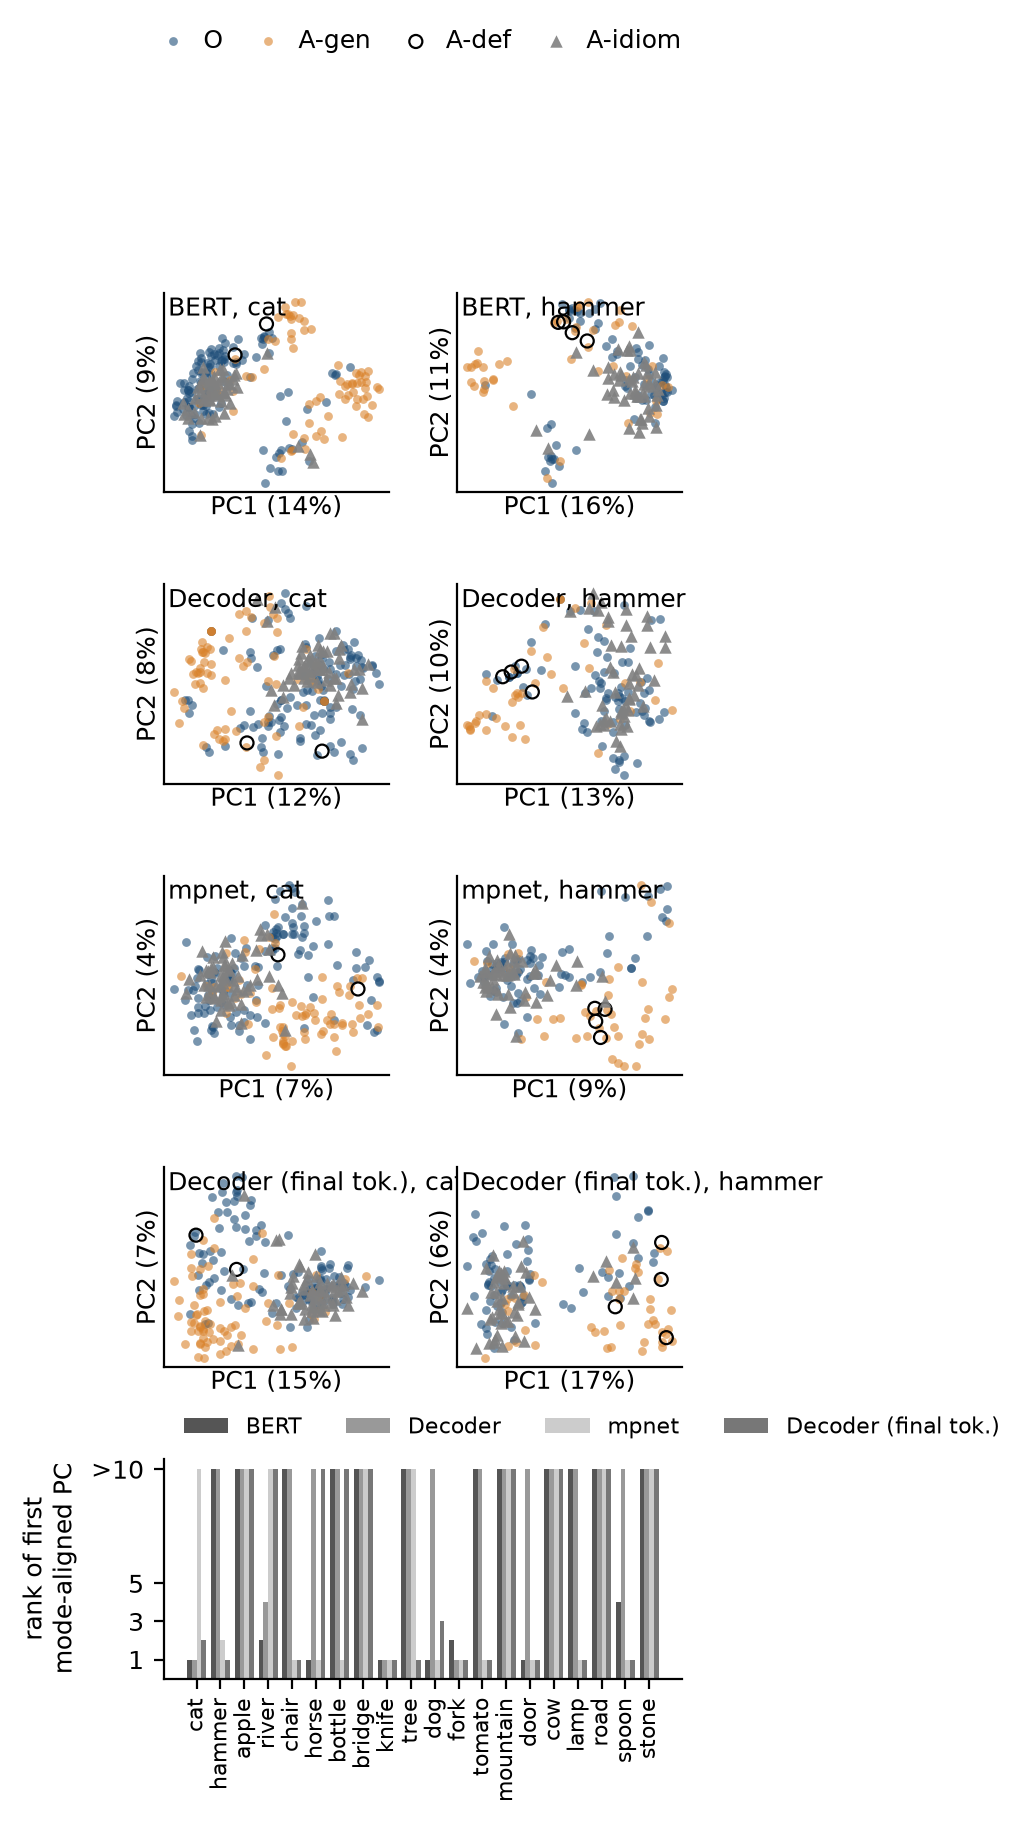 O A-gen A-def A-idiom
BERT, cat
PC2 (9%)
PC1 (14%)
BERT, hammer
PC2 (11%)
PC1 (16%)
Decoder, cat
PC2 (8%)
PC1 (12%)
Decoder, hammer
PC2 (10%)
PC1 (13%)
mpnet, cat
PC2 (4%)
PC1 (7%)
mpnet, hammer
PC2 (4%)
PC1 (9%)
Decoder (final tok.), ca
PC2 (7%)
PC1 (15%)
Decoder (final tok.), hammer
PC2 (6%)
PC1 (17%)
BERT Decoder mpnet Decoder (final tok.)
rank of first
mode-aligned PC
>10
5
3
1
cat
hammer
apple
river
chair
horse
bottle
bridge
knife
tree
dog
fork
tomato
mountain
door
cow
lamp
road
spoon
stone